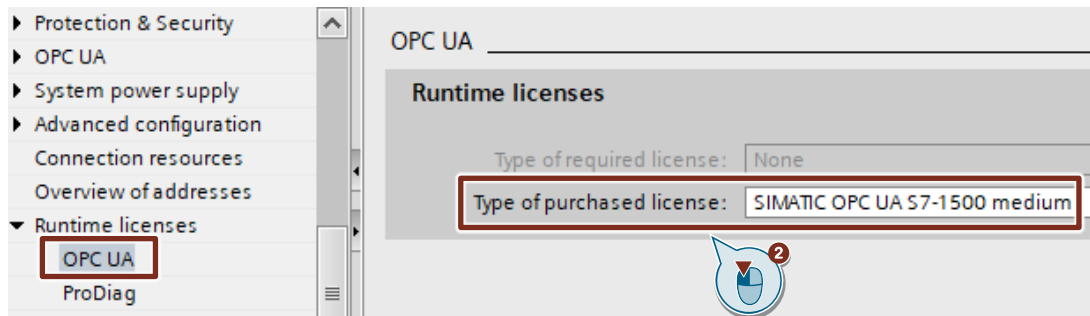 Protection & Security
OPC UA
System power supply
Advanced configuration
Connection resources
Overview of addresses
Runtime licenses
OPC UA
ProDiag
OPC UA
Runtime licenses
Type of required license: None
Type of purchased license: SIMATIC OPC UA S7-1500 medium
2